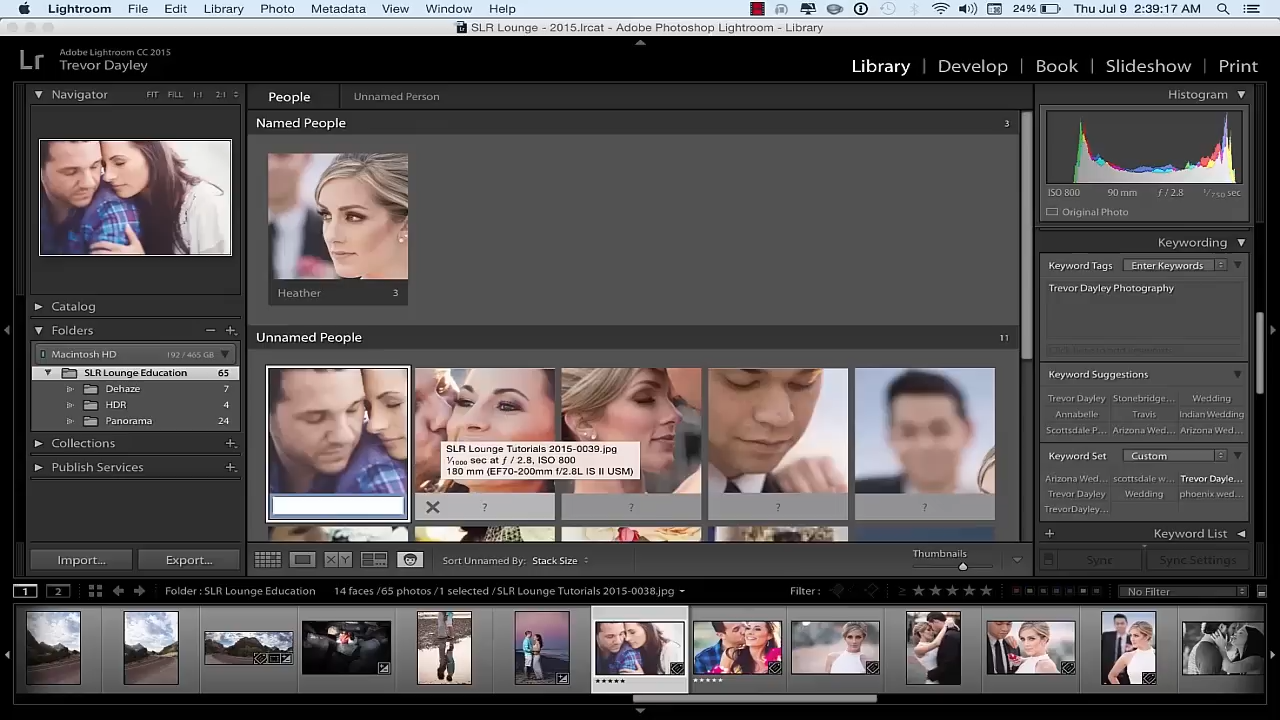 Lightroom File Edit Library Photo Metadata View Window Help 24% Thu Jul 9 2:39:17 AM
SLR Lounge - 2015.lrcat - Adobe Photoshop Lightroom - Library
Lr
Adobe Lightroom CC 2015
Trevor Dayley
Library | Develop | Book | Slideshow | Print
Navigator FIT FILL 1:1 2:1
Catalog
Folders
Macintosh HD 192 / 465 GB
SLR Lounge Education 65
Dehaze 7
HDR 4
Panorama 24
Collections
Publish Services
Import... Export...
People Unnamed Person
Named People 3
Heather 3
Unnamed People 11
SLR Lounge Tutorials 2015-0039.jpg
1/1000 sec at f / 2.8, ISO 800
180 mm (EF70-200mm f/2.8L IS II USM)
? ? ? ?
Sort Unnamed By: Stack Size
Thumbnails
Histogram
ISO 800 90 mm f / 2.8 1/750 sec
Original Photo
Keywording
Keyword Tags Enter Keywords
Trevor Dayley Photography
Keyword Suggestions
Trevor Dayley Stonebridge... Wedding
Annabelle Travis Indian Wedding
Scottsdale P... Arizona Wed... Arizona Wed...
Keyword Set Custom
Arizona Wed... scottsdale w... Trevor Dayle...
Trevor Dayley Wedding phoenix wed...
TrevorDayley...
Keyword List
Sync Sync Settings
1 2 Folder : SLR Lounge Education 14 faces /65 photos /1 selected /SLR Lounge Tutorials 2015-0038.jpg Filter : No Filter